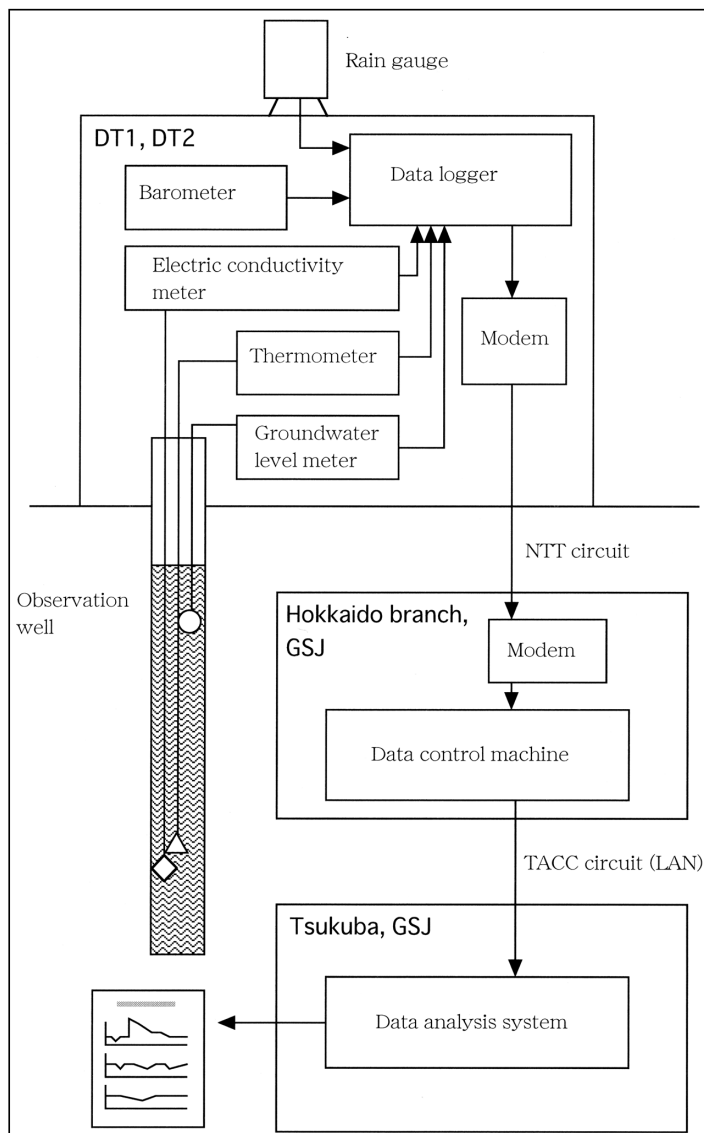 Rain gauge
DT1, DT2
Data logger
Barometer
Electric conductivity
meter
Thermometer
Modem
Groundwater
level meter
NTT circuit
Observation
well
Hokkaido branch,
GSJ
Modem
Data control machine
TACC circuit (LAN)
Tsukuba, GSJ
Data analysis system